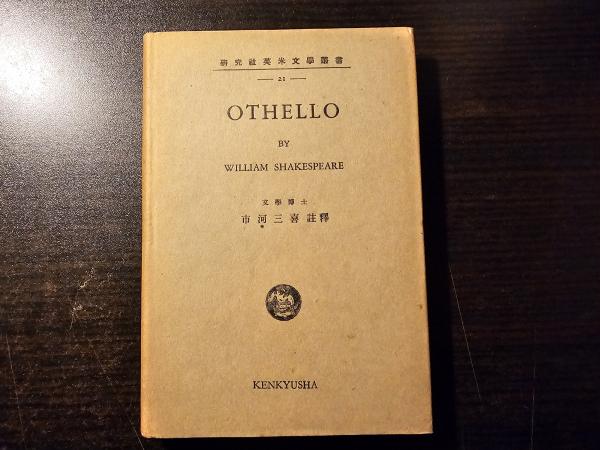 研究社英米文學叢書
— 21 —
OTHELLO
BY
WILLIAM SHAKESPEARE
文學博士
市河三喜註釋
KENKYUSHA